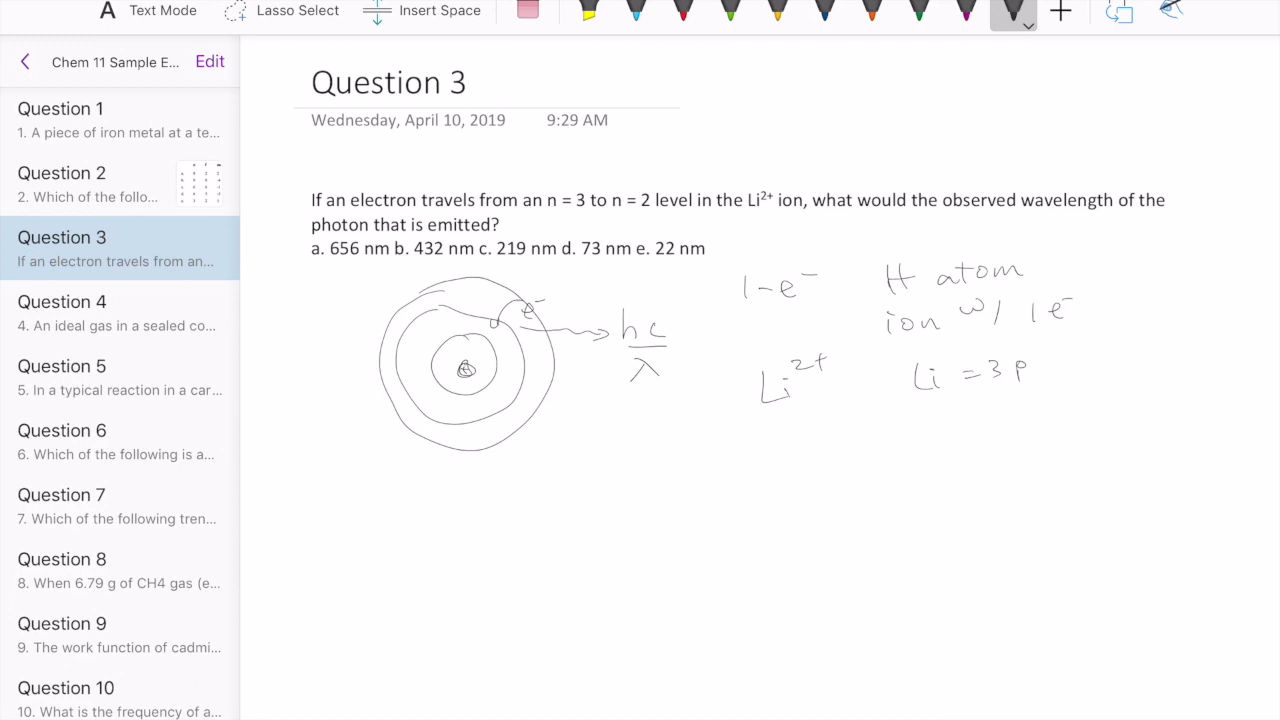 A Text Mode Lasso Select Insert Space
Chem 11 Sample E... Edit
Question 1
1. A piece of iron metal at a te...
Question 2
2. Which of the follo...
Question 3
If an electron travels from an...
Question 4
4. An ideal gas in a sealed co...
Question 5
5. In a typical reaction in a car...
Question 6
6. Which of the following is a...
Question 7
7. Which of the following tren...
Question 8
8. When 6.79 g of CH4 gas (e...
Question 9
9. The work function of cadmi...
Question 10
10. What is the frequency of a...
Question 3
Wednesday, April 10, 2019 9:29 AM
If an electron travels from an n = 3 to n = 2 level in the Li²⁺ ion, what would the observed wavelength of the
photon that is emitted?
a. 656 nm b. 432 nm c. 219 nm d. 73 nm e. 22 nm
1-e⁻ H atom
ion w/ 1e⁻
e⁻
hc
λ
Li²⁺ Li = 3p